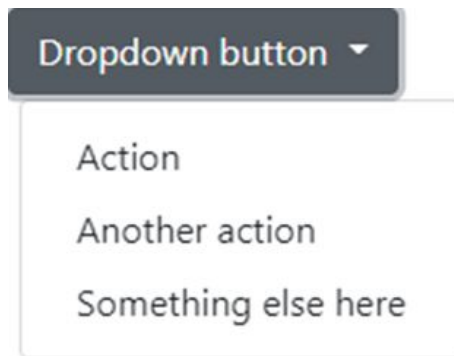 Dropdown button
Action
Another action
Something else here